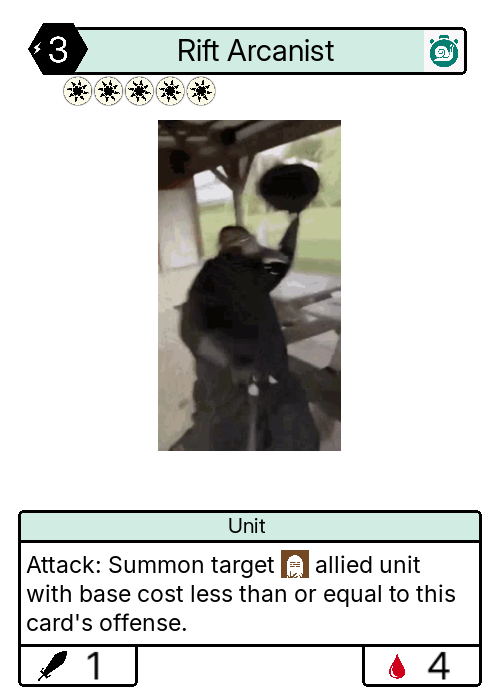 3
Rift Arcanist
Unit
Attack: Summon target allied unit
with base cost less than or equal to this
card's offense.
1
4